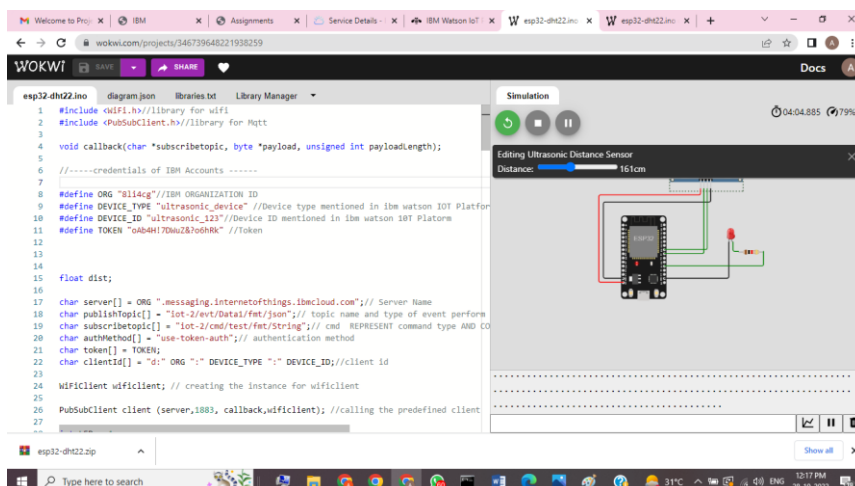 Welcome to Proj
IBM
Assignments
Service Details -
IBM Watson IoT
esp32-dht22.ino
esp32-dht22.ino
wokwi.com/projects/346739648221938259
WOKWI
SAVE
SHARE
Docs
A
esp32-dht22.ino
diagram.json
libraries.txt
Library Manager
1 #include <WiFi.h>//library for wifi
2 #include <PubSubClient.h>//library for Mqtt
3
4 void callback(char *subscribetopic, byte *payload, unsigned int payloadLength);
5
6 //-----credentials of IBM Accounts ------
7
8 #define ORG "8li4cg"//IBM ORGANIZATION ID
9 #define DEVICE_TYPE "ultrasonic_device" //Device type mentioned in ibm watson IOT Platfor
10 #define DEVICE_ID "ultrasonic_123"//Device ID mentioned in ibm watson IOT Platorm
11 #define TOKEN "oAb4H!7DWuZ&?o6hRk" //Token
12
13
14
15 float dist;
16
17 char server[] = ORG ".messaging.internetofthings.ibmcloud.com";// Server Name
18 char publishTopic[] = "iot-2/evt/Data1/fmt/json";// topic name and type of event perform
19 char subscribetopic[] = "iot-2/cmd/test/fmt/String";// cmd REPRESENT command type AND CO
20 char authMethod[] = "use-token-auth";// authentication method
21 char token[] = TOKEN;
22 char clientId[] = "d:" ORG ":" DEVICE_TYPE ":" DEVICE_ID;//client id
23
24 WiFiClient wificlient; // creating the instance for wificlient
25
26 PubSubClient client (server,1883, callback,wificlient); //calling the predefined client
27
Simulation
04:04.885
79%
Editing Ultrasonic Distance Sensor
Distance:
161cm
ESP32
esp32-dht22.zip
Show all
Type here to search
31°C
ENG
12:17 PM